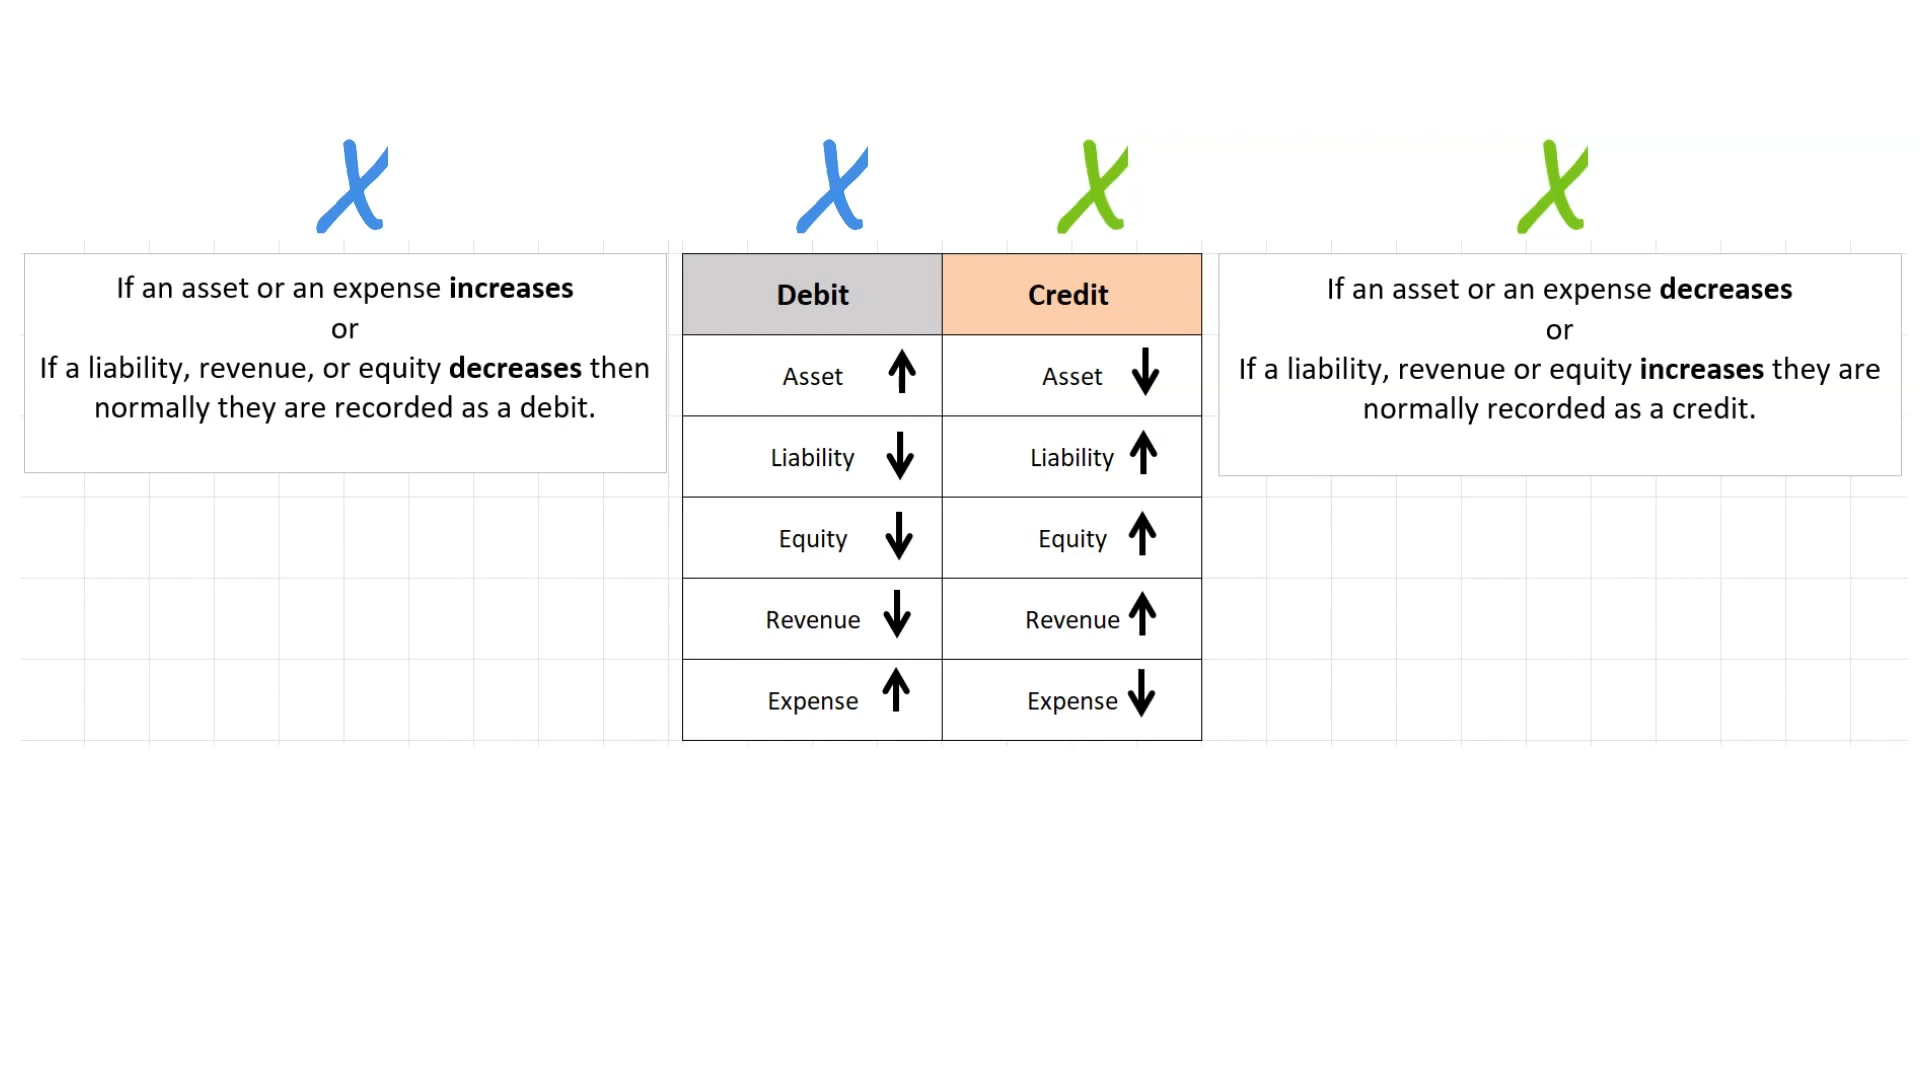 If an asset or an expense increases
or
If a liability, revenue, or equity decreases then
normally they are recorded as a debit.
Debit Credit
Asset Asset
Liability Liability
Equity Equity
Revenue Revenue
Expense Expense
If an asset or an expense decreases
or
If a liability, revenue or equity increases they are
normally recorded as a credit.